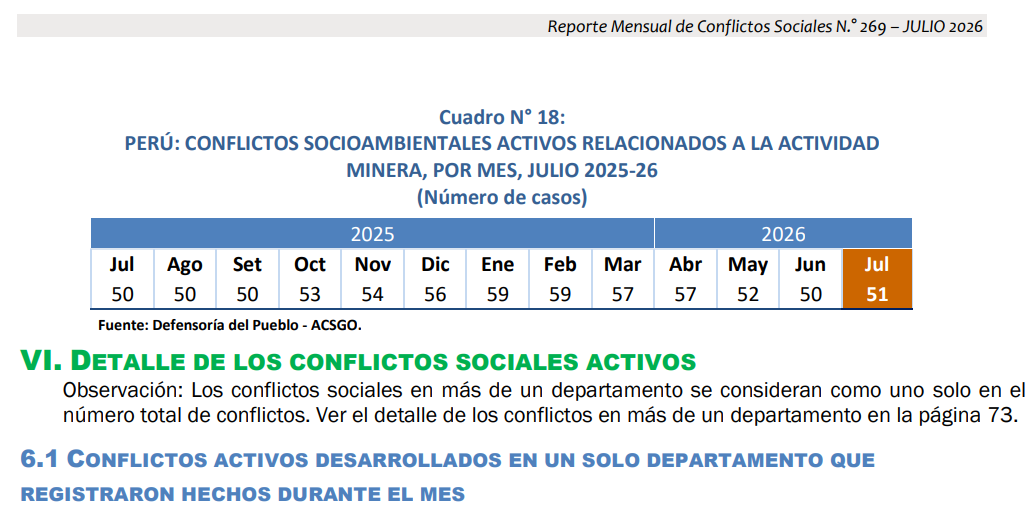 Reporte Mensual de Conflictos Sociales N.° 269 – JULIO 2026
Cuadro N° 18:
PERÚ: CONFLICTOS SOCIOAMBIENTALES ACTIVOS RELACIONADOS A LA ACTIVIDAD
MINERA, POR MES, JULIO 2025-26
(Número de casos)
2025 2026
Jul Ago Set Oct Nov Dic Ene Feb Mar Abr May Jun Jul
50 50 50 53 54 56 59 59 57 57 52 50 51
Fuente: Defensoría del Pueblo - ACSGO.
VI. DETALLE DE LOS CONFLICTOS SOCIALES ACTIVOS
Observación: Los conflictos sociales en más de un departamento se consideran como uno solo en el
número total de conflictos. Ver el detalle de los conflictos en más de un departamento en la página 73.
6.1 CONFLICTOS ACTIVOS DESARROLLADOS EN UN SOLO DEPARTAMENTO QUE
REGISTRARON HECHOS DURANTE EL MES